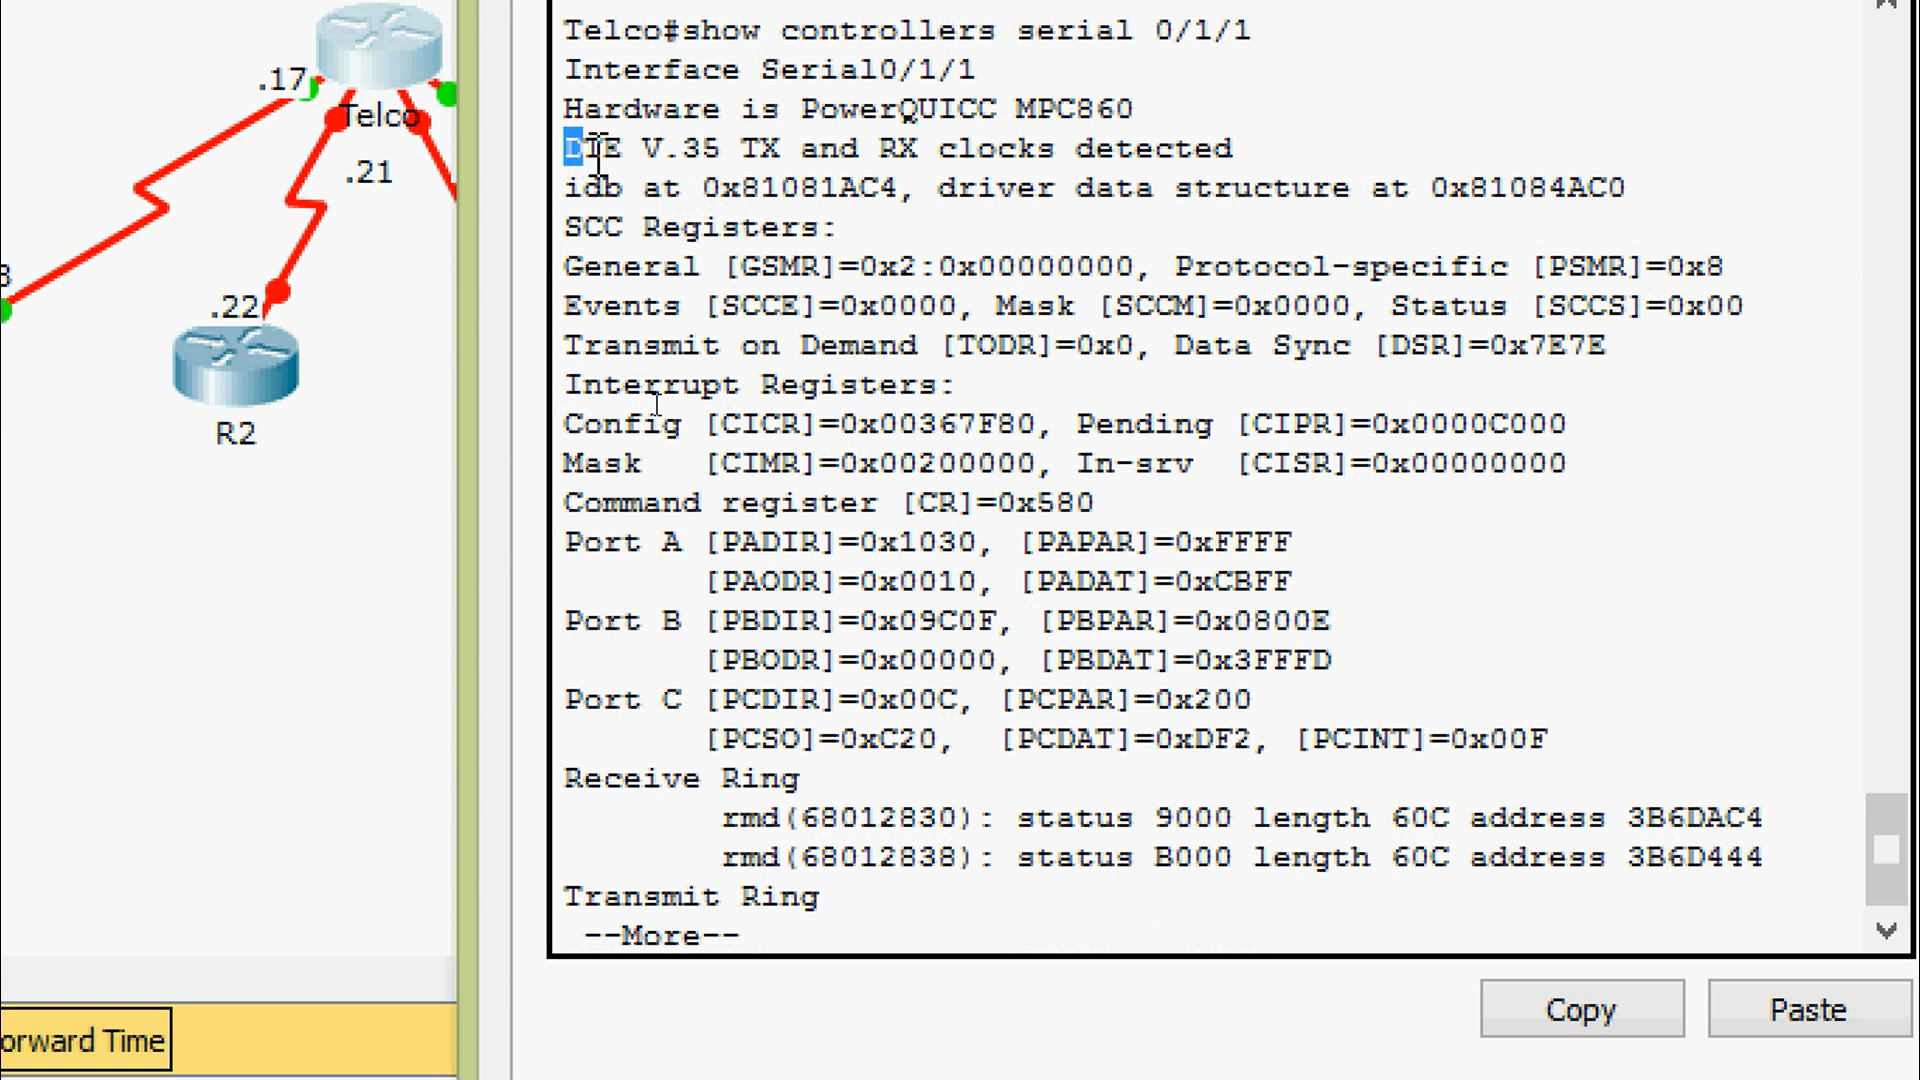 .17
Telco
.21
3
.22
R2
orward Time
Telco#show controllers serial 0/1/1
Interface Serial0/1/1
Hardware is PowerQUICC MPC860
DTE V.35 TX and RX clocks detected
idb at 0x81081AC4, driver data structure at 0x81084AC0
SCC Registers:
General [GSMR]=0x2:0x00000000, Protocol-specific [PSMR]=0x8
Events [SCCE]=0x0000, Mask [SCCM]=0x0000, Status [SCCS]=0x00
Transmit on Demand [TODR]=0x0, Data Sync [DSR]=0x7E7E
Interrupt Registers:
Config [CICR]=0x00367F80, Pending [CIPR]=0x0000C000
Mask   [CIMR]=0x00200000, In-srv  [CISR]=0x00000000
Command register [CR]=0x580
Port A [PADIR]=0x1030, [PAPAR]=0xFFFF
[PAODR]=0x0010, [PADAT]=0xCBFF
Port B [PBDIR]=0x09C0F, [PBPAR]=0x0800E
[PBODR]=0x00000, [PBDAT]=0x3FFFD
Port C [PCDIR]=0x00C, [PCPAR]=0x200
[PCSO]=0xC20,  [PCDAT]=0xDF2, [PCINT]=0x00F
Receive Ring
rmd(68012830): status 9000 length 60C address 3B6DAC4
rmd(68012838): status B000 length 60C address 3B6D444
Transmit Ring
--More--
Copy
Paste